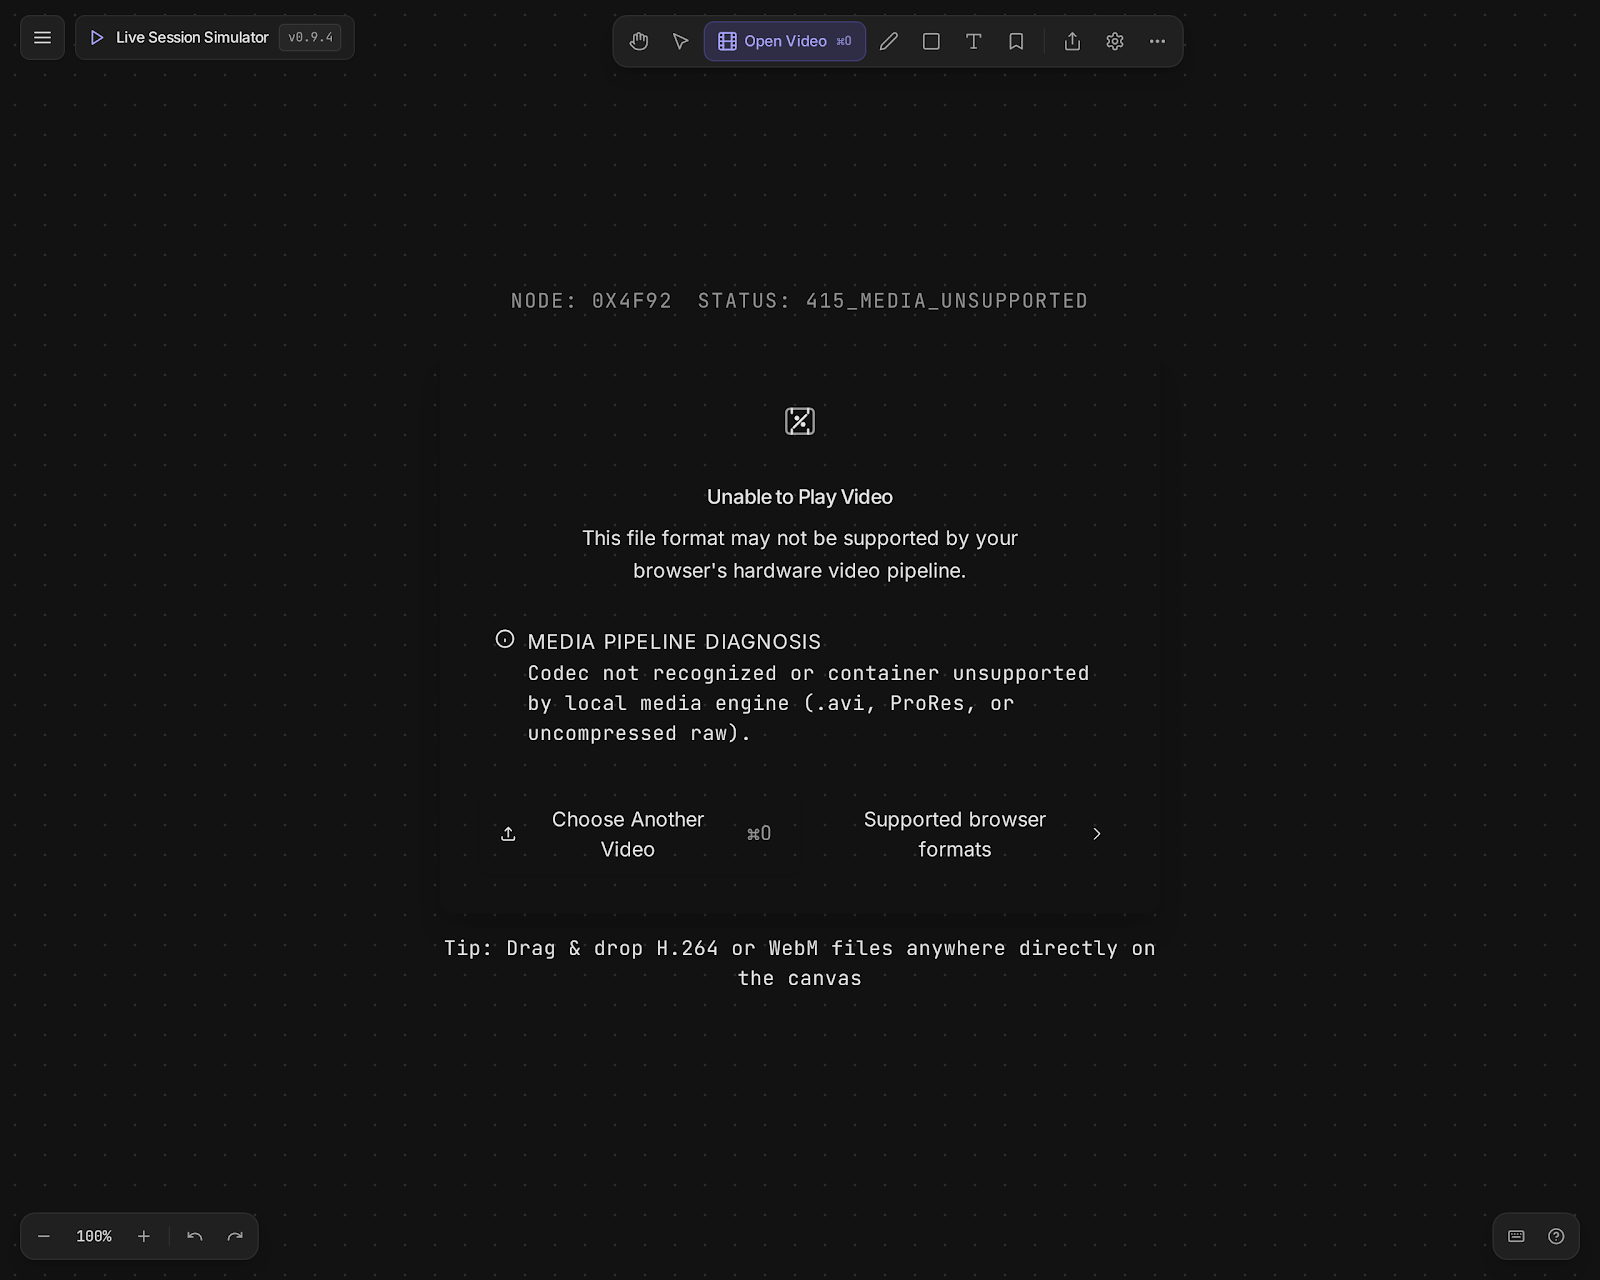 Live Session Simulator v0.9.4
Open Video ⌘O
NODE: 0X4F92 STATUS: 415_MEDIA_UNSUPPORTED
Unable to Play Video
This file format may not be supported by your
browser's hardware video pipeline.
MEDIA PIPELINE DIAGNOSIS
Codec not recognized or container unsupported
by local media engine (.avi, ProRes, or
uncompressed raw).
Choose Another
Video
⌘O
Supported browser
formats
Tip: Drag & drop H.264 or WebM files anywhere directly on
the canvas
100%